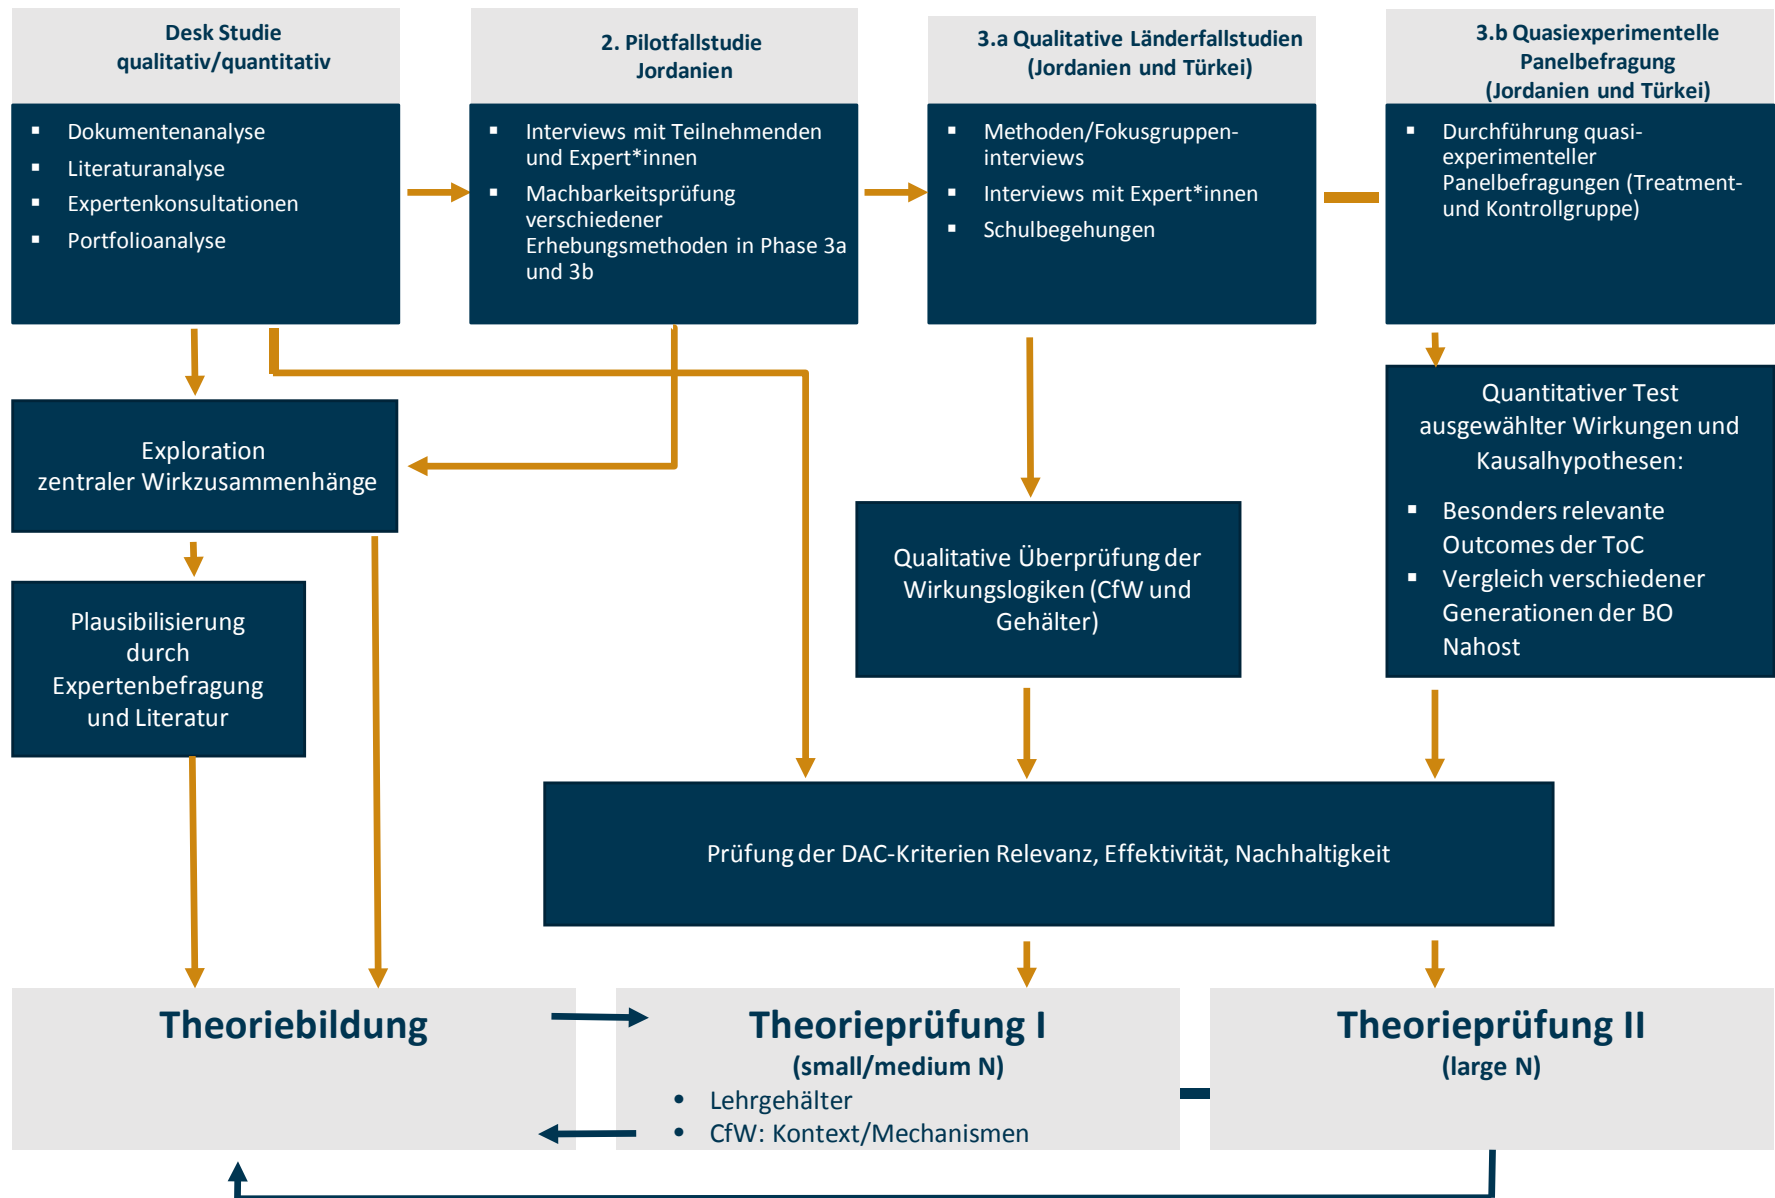 Desk Studie
qualitativ/quantitativ
2. Pilotfallstudie
Jordanien
3.a Qualitative Länderfallstudien
(Jordanien und Türkei)
3.b Quasiexperimentelle
Panelbefragung
(Jordanien und Türkei)
▪ Dokumentenanalyse
▪ Literaturanalyse
▪ Expertenkonsultationen
▪ Portfolioanalyse
▪ Interviews mit Teilnehmenden
und Expert*innen
▪ Machbarkeitsprüfung
verschiedener
Erhebungsmethoden in Phase 3a
und 3b
▪ Methoden/Fokusgruppen-
interviews
▪ Interviews mit Expert*innen
▪ Schulbegehungen
▪ Durchführung quasi-
experimenteller
Panelbefragungen (Treatment-
und Kontrollgruppe)
Exploration
zentraler Wirkzusammenhänge
Plausibilisierung
durch
Expertenbefragung
und Literatur
Qualitative Überprüfung der
Wirkungslogiken (CfW und
Gehälter)
Quantitativer Test
ausgewählter Wirkungen und
Kausalhypothesen:
▪ Besonders relevante
Outcomes der ToC
▪ Vergleich verschiedener
Generationen der BO
Nahost
Prüfung der DAC-Kriterien Relevanz, Effektivität, Nachhaltigkeit
Theoriebildung
Theorieprüfung I
(small/medium N)
• Lehrgehälter
• CfW: Kontext/Mechanismen
Theorieprüfung II
(large N)